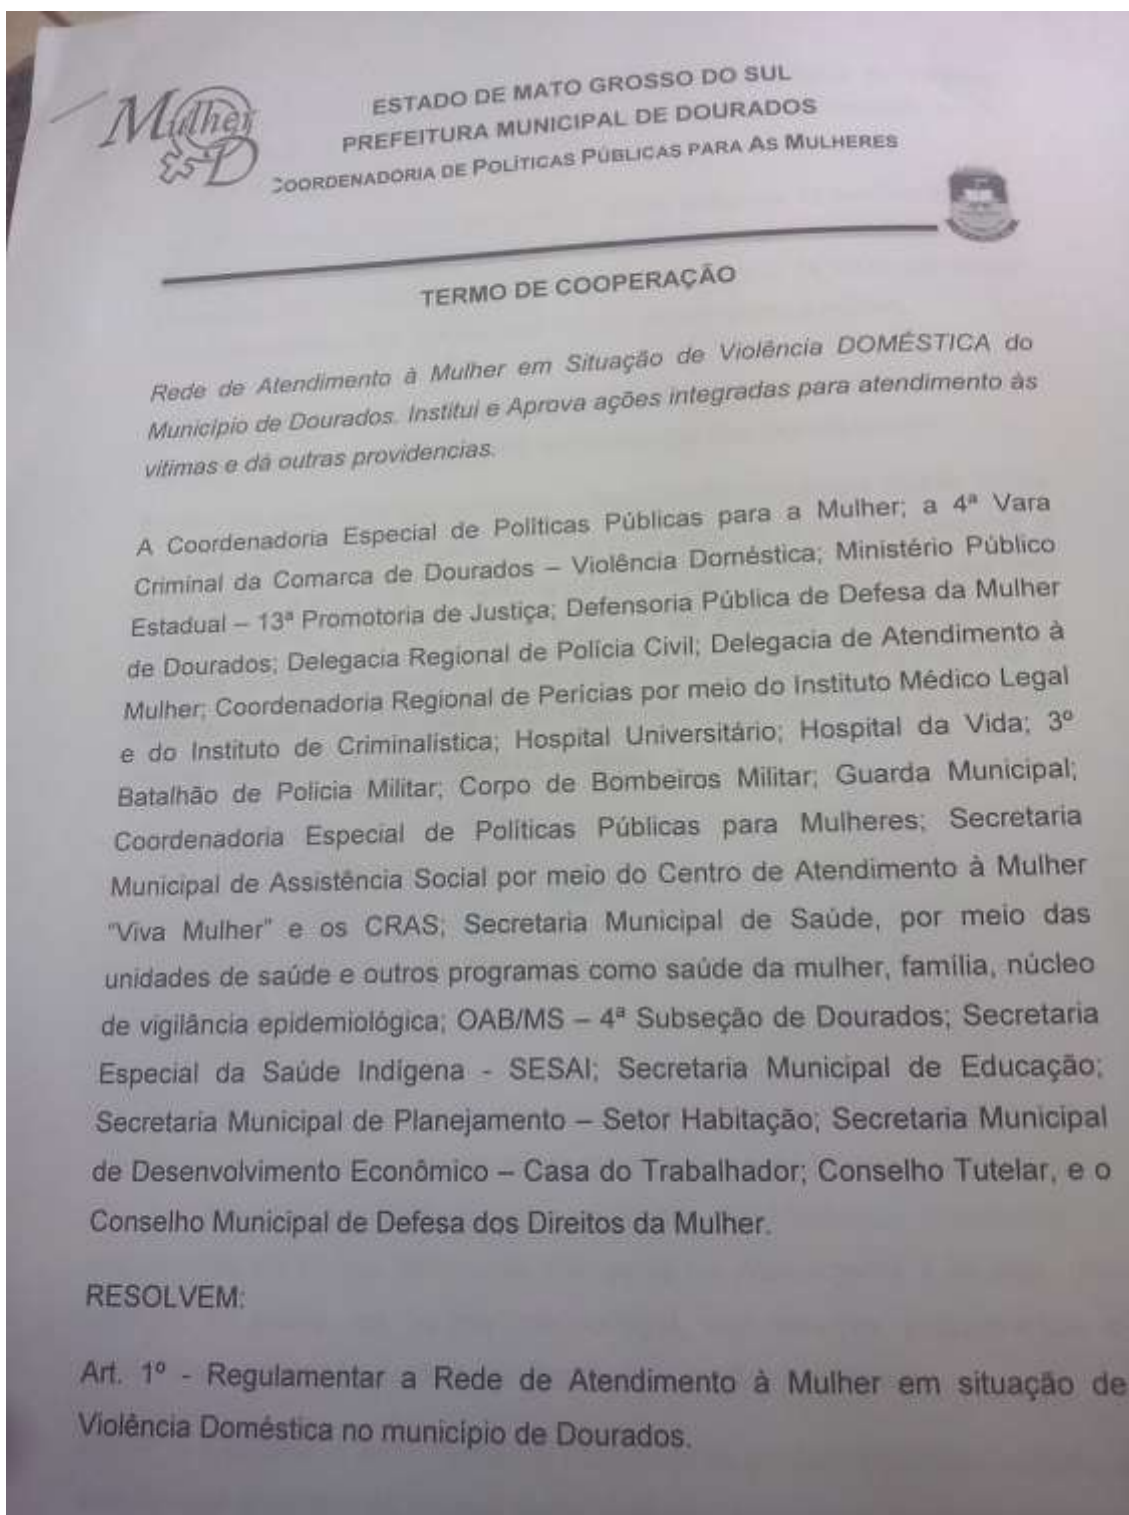 Mulher
D
ESTADO DE MATO GROSSO DO SUL
PREFEITURA MUNICIPAL DE DOURADOS
COORDENADORIA DE POLÍTICAS PÚBLICAS PARA AS MULHERES
TERMO DE COOPERAÇÃO
Rede de Atendimento à Mulher em Situação de Violência DOMÉSTICA do
Município de Dourados. Institui e Aprova ações integradas para atendimento às
vítimas e dá outras providencias.
A Coordenadoria Especial de Políticas Públicas para a Mulher; a 4ª Vara
Criminal da Comarca de Dourados – Violência Doméstica; Ministério Público
Estadual – 13ª Promotoria de Justiça; Defensoria Pública de Defesa da Mulher
de Dourados; Delegacia Regional de Polícia Civil; Delegacia de Atendimento à
Mulher; Coordenadoria Regional de Perícias por meio do Instituto Médico Legal
e do Instituto de Criminalística; Hospital Universitário; Hospital da Vida; 3º
Batalhão de Policia Militar; Corpo de Bombeiros Militar; Guarda Municipal;
Coordenadoria Especial de Políticas Públicas para Mulheres; Secretaria
Municipal de Assistência Social por meio do Centro de Atendimento à Mulher
"Viva Mulher" e os CRAS; Secretaria Municipal de Saúde, por meio das
unidades de saúde e outros programas como saúde da mulher, família, núcleo
de vigilância epidemiológica; OAB/MS – 4ª Subseção de Dourados; Secretaria
Especial da Saúde Indígena - SESAI; Secretaria Municipal de Educação;
Secretaria Municipal de Planejamento – Setor Habitação; Secretaria Municipal
de Desenvolvimento Econômico – Casa do Trabalhador; Conselho Tutelar, e o
Conselho Municipal de Defesa dos Direitos da Mulher.
RESOLVEM:
Art. 1º - Regulamentar a Rede de Atendimento à Mulher em situação de
Violência Doméstica no município de Dourados.